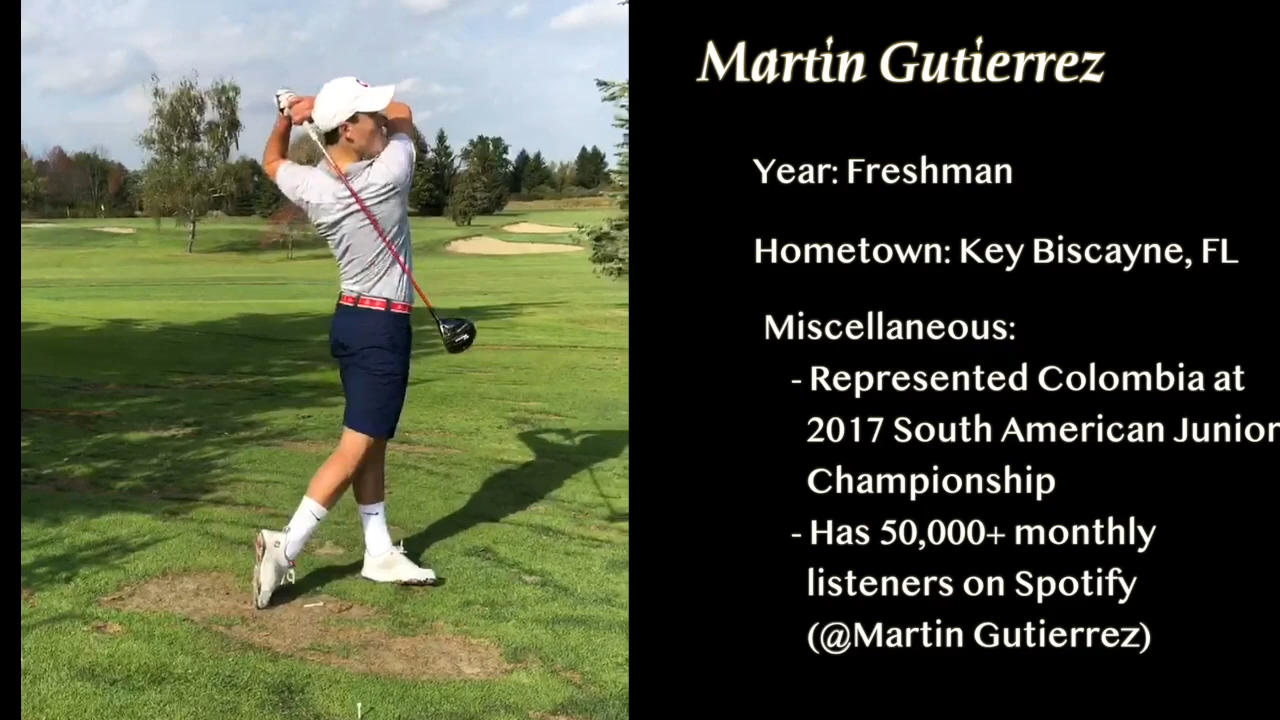 Martin Gutierrez
Year: Freshman
Hometown: Key Biscayne, FL
Miscellaneous:
- Represented Colombia at
2017 South American Junior
Championship
- Has 50,000+ monthly
listeners on Spotify
(@Martin Gutierrez)